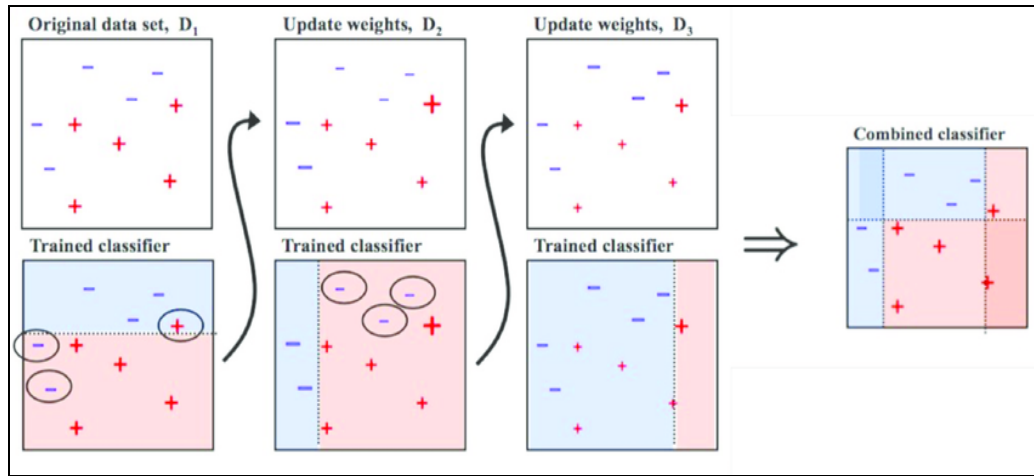 Original data set, D₁
Update weights, D₂
Update weights, D₃
Combined classifier
Trained classifier
Trained classifier
Trained classifier